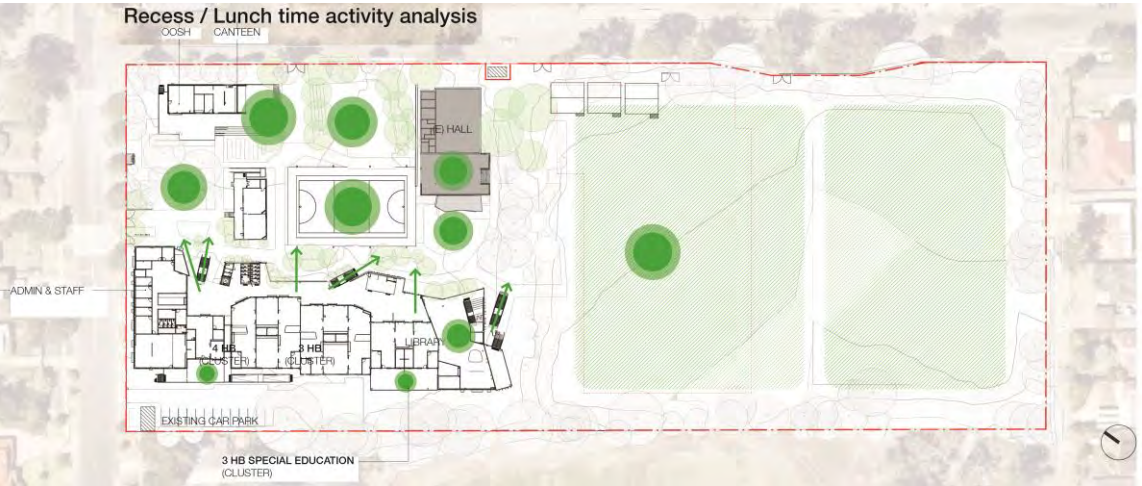 Recess / Lunch time activity analysis
OOSH
CANTEEN
(E) HALL
ADMIN & STAFF
4 HB
(CLUSTER)
3 HB
(CLUSTER)
LIBRARY
EXISTING CAR PARK
3 HB SPECIAL EDUCATION
(CLUSTER)